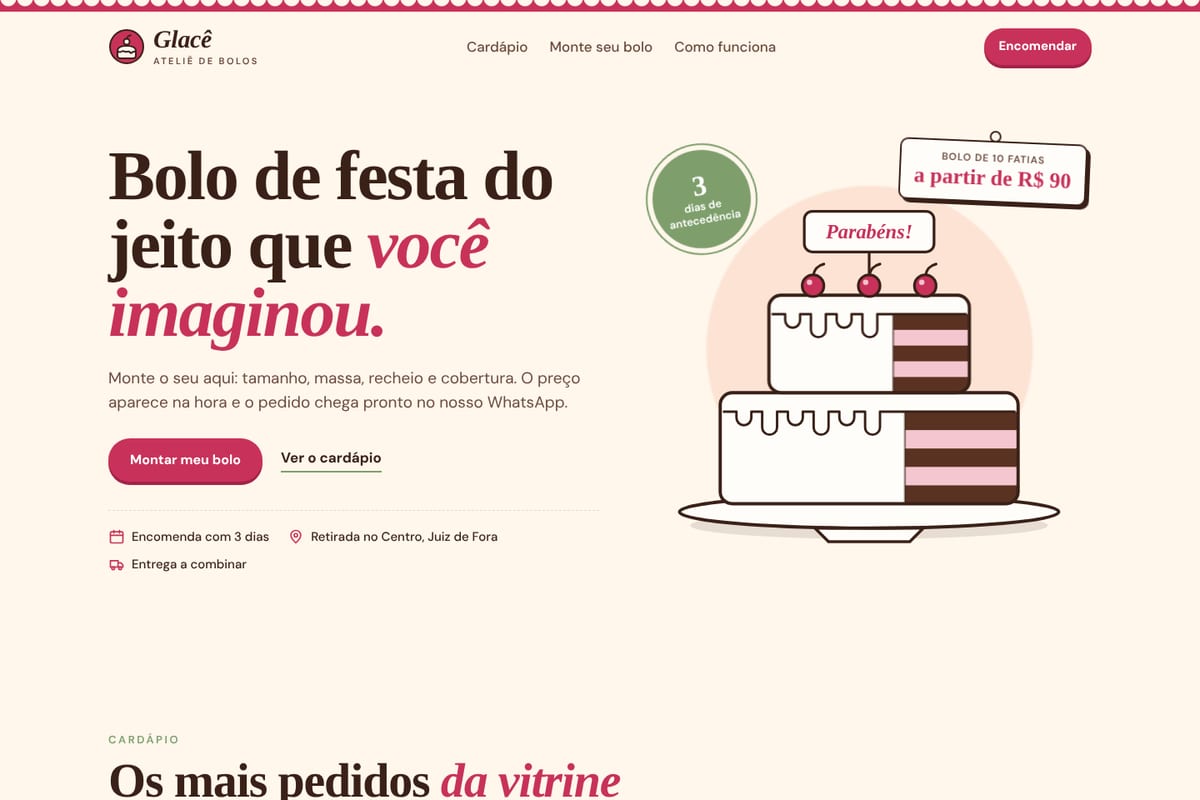 Glacê
ATELIÊ DE BOLOS
Cardápio
Monte seu bolo
Como funciona
Encomendar
Bolo de festa do
jeito que você
imaginou.
Monte o seu aqui: tamanho, massa, recheio e cobertura. O preço
aparece na hora e o pedido chega pronto no nosso WhatsApp.
Montar meu bolo
Ver o cardápio
Encomenda com 3 dias
Retirada no Centro, Juiz de Fora
Entrega a combinar
3
dias de
antecedência
BOLO DE 10 FATIAS
a partir de R$ 90
Parabéns!
CARDÁPIO
Os mais pedidos da vitrine